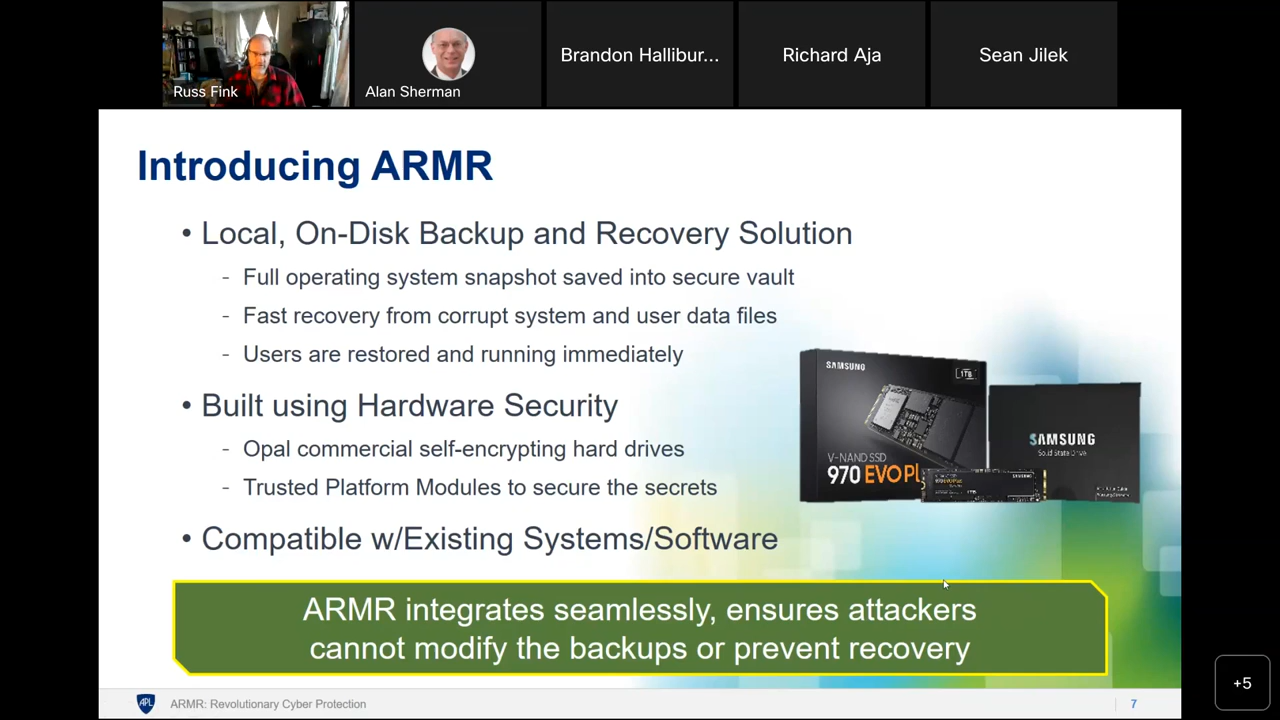 Russ Fink
Alan Sherman
Brandon Hallibur...
Richard Aja
Sean Jilek
Introducing ARMR
• Local, On-Disk Backup and Recovery Solution
- Full operating system snapshot saved into secure vault
- Fast recovery from corrupt system and user data files
- Users are restored and running immediately
• Built using Hardware Security
- Opal commercial self-encrypting hard drives
- Trusted Platform Modules to secure the secrets
• Compatible w/Existing Systems/Software
SAMSUNG
1TB
V-NAND SSD
970 EVO PL
SAMSUNG
Solid State Drive
SAMSUNG
ARMR integrates seamlessly, ensures attackers
cannot modify the backups or prevent recovery
APL
ARMR: Revolutionary Cyber Protection
7
+5